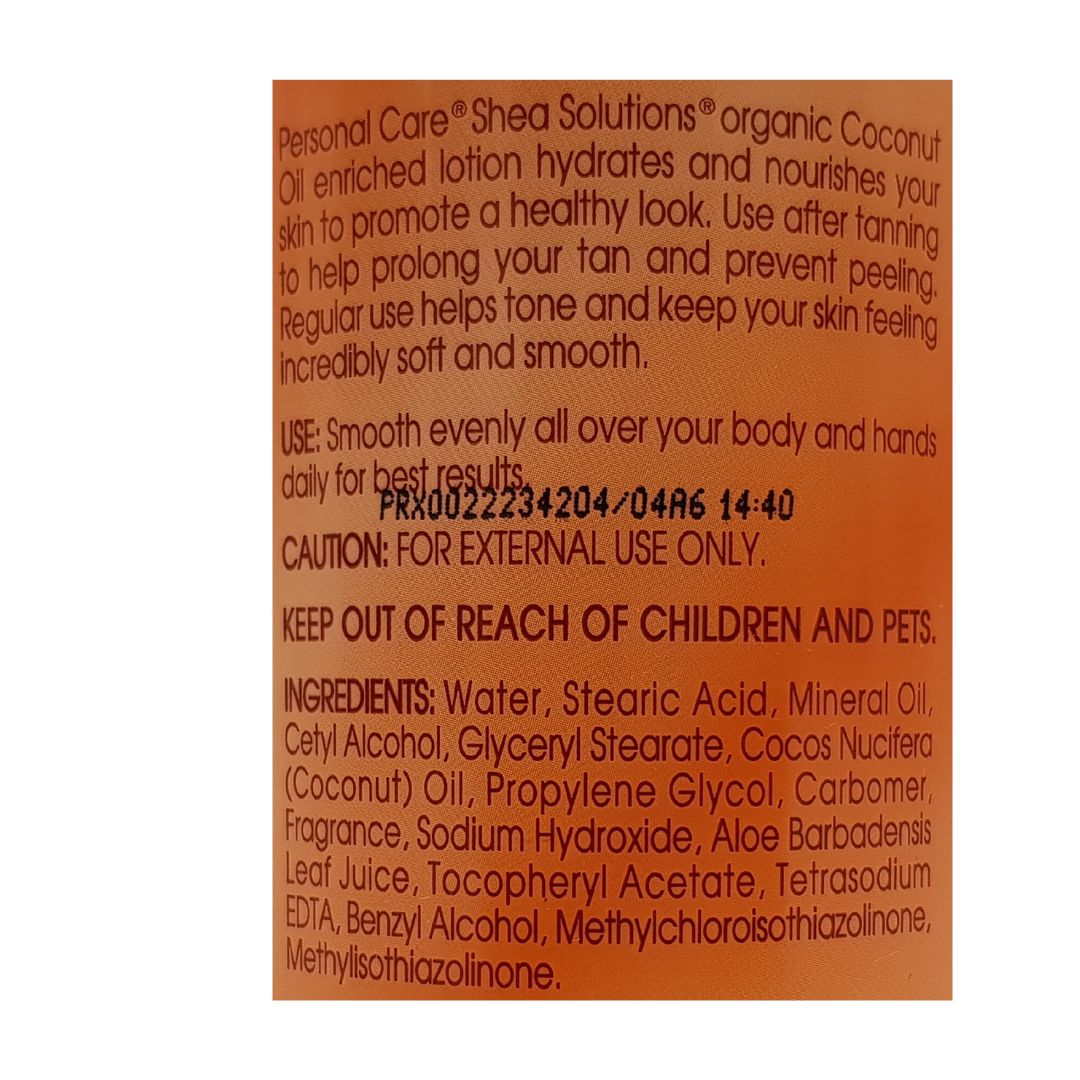 Personal Care® Shea Solutions® organic Coconut
Oil enriched lotion hydrates and nourishes your
skin to promote a healthy look. Use after tanning
to help prolong your tan and prevent peeling.
Regular use helps tone and keep your skin feeling
incredibly soft and smooth.
USE: Smooth evenly all over your body and hands
daily for best results.
PRX0022234204/04A6 14:40
CAUTION: FOR EXTERNAL USE ONLY.
KEEP OUT OF REACH OF CHILDREN AND PETS.
INGREDIENTS: Water, Stearic Acid, Mineral Oil,
Cetyl Alcohol, Glyceryl Stearate, Cocos Nucifera
(Coconut) Oil, Propylene Glycol, Carbomer,
Fragrance, Sodium Hydroxide, Aloe Barbadensis
Leaf Juice, Tocopheryl Acetate, Tetrasodium
EDTA, Benzyl Alcohol, Methylchloroisothiazolinone,
Methylisothiazolinone.